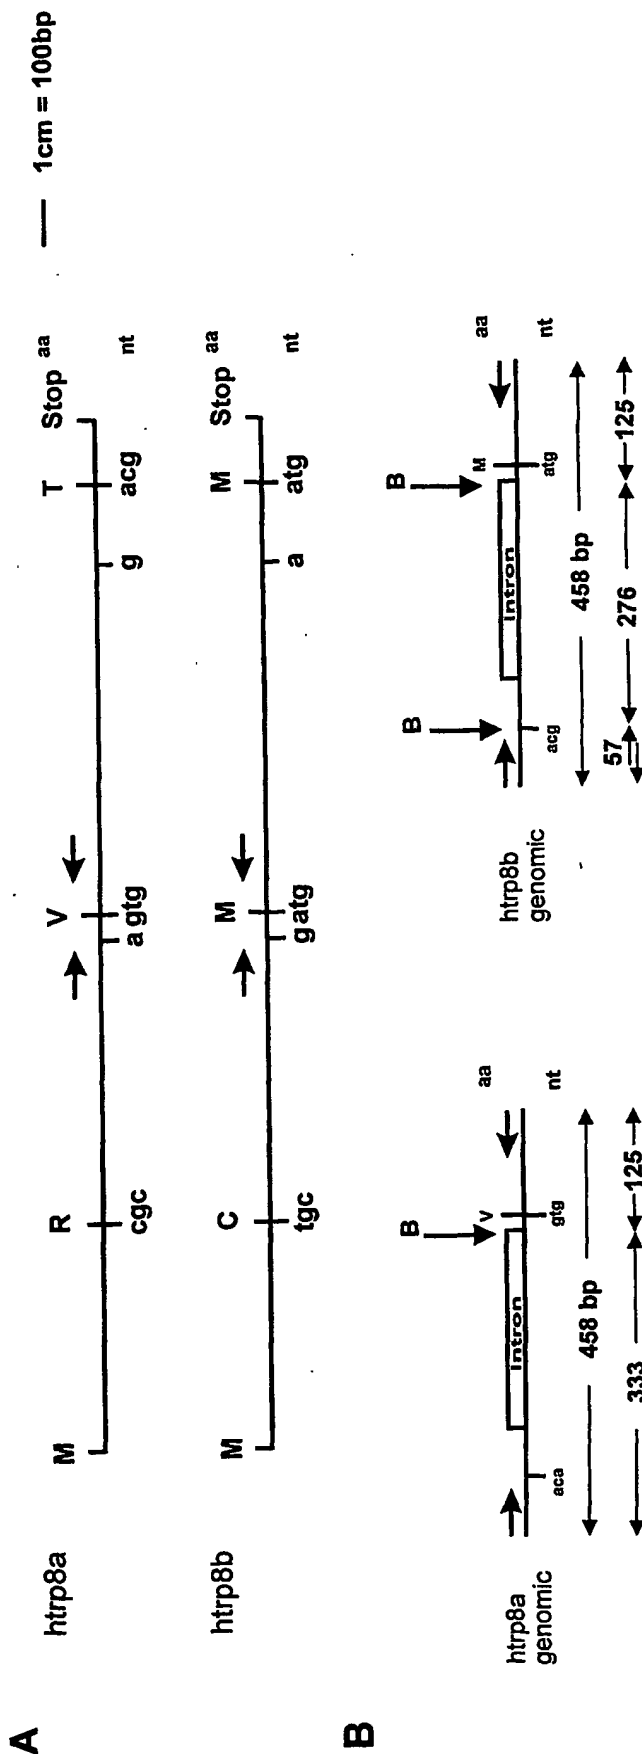 A
1cm = 100bp
htrp8a
M R V T Stop aa
cgc a gtg g acg nt
htrp8b
M C M M Stop aa
tgc g atg a atg nt
B
htrp8a
genomic
B
Intron
V
aa
aca
gtg
nt
458 bp
333
125
htrp8b
genomic
B
B
Intron
M
aa
acg
atg
nt
458 bp
57
276
125